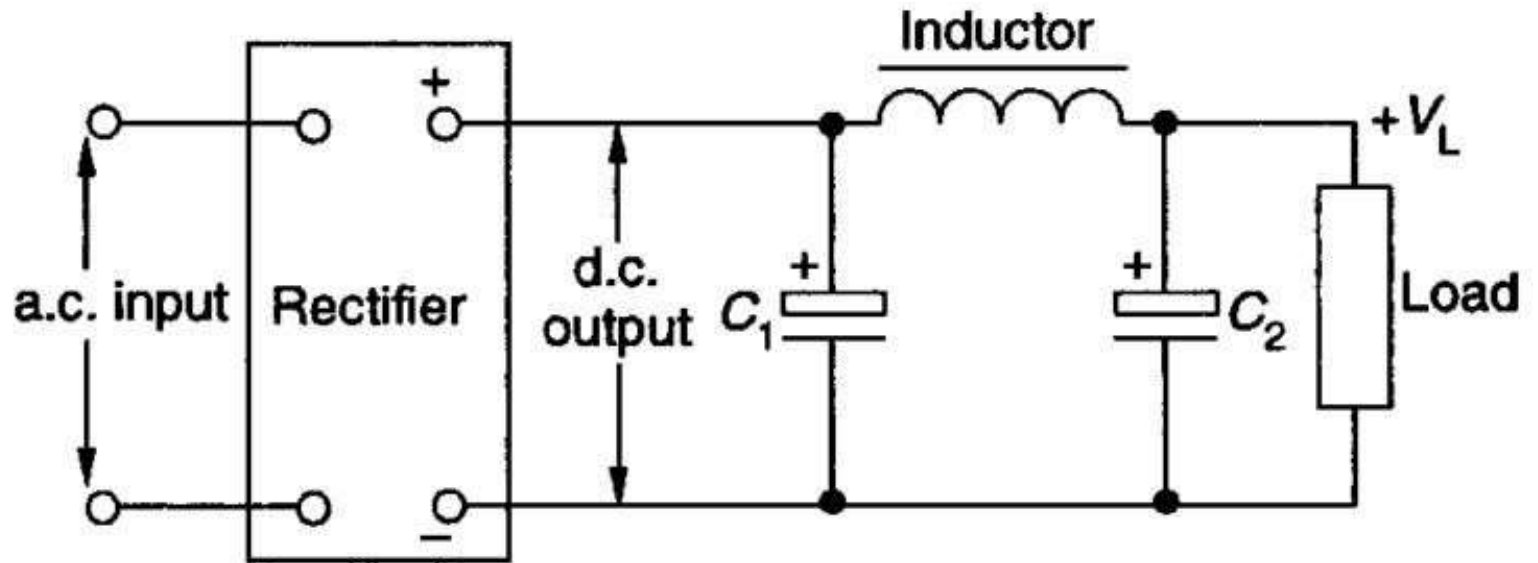 Inductor
+
+V_L
a.c. input
Rectifier
d.c.
output
+
C_1
+
C_2
Load
–